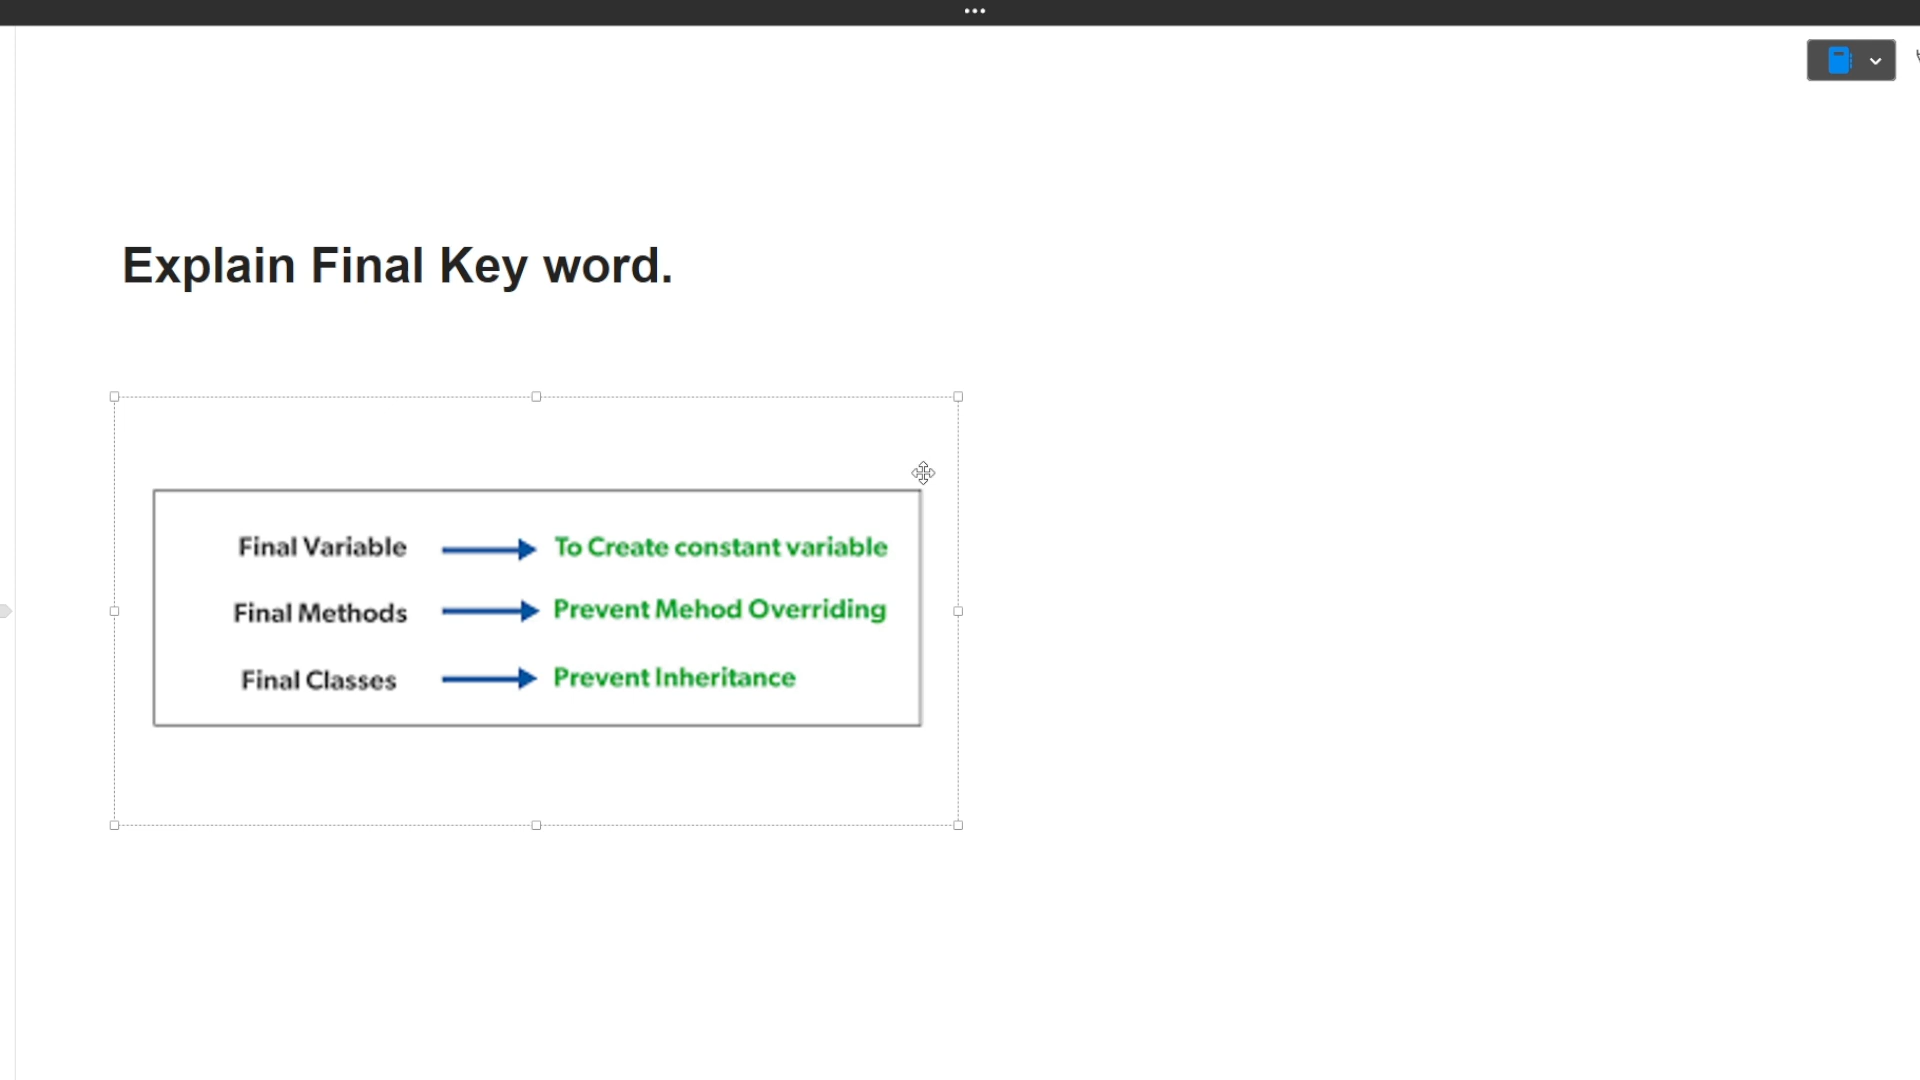 Explain Final Key word.
Final Variable To Create constant variable
Final Methods Prevent Mehod Overriding
Final Classes Prevent Inheritance